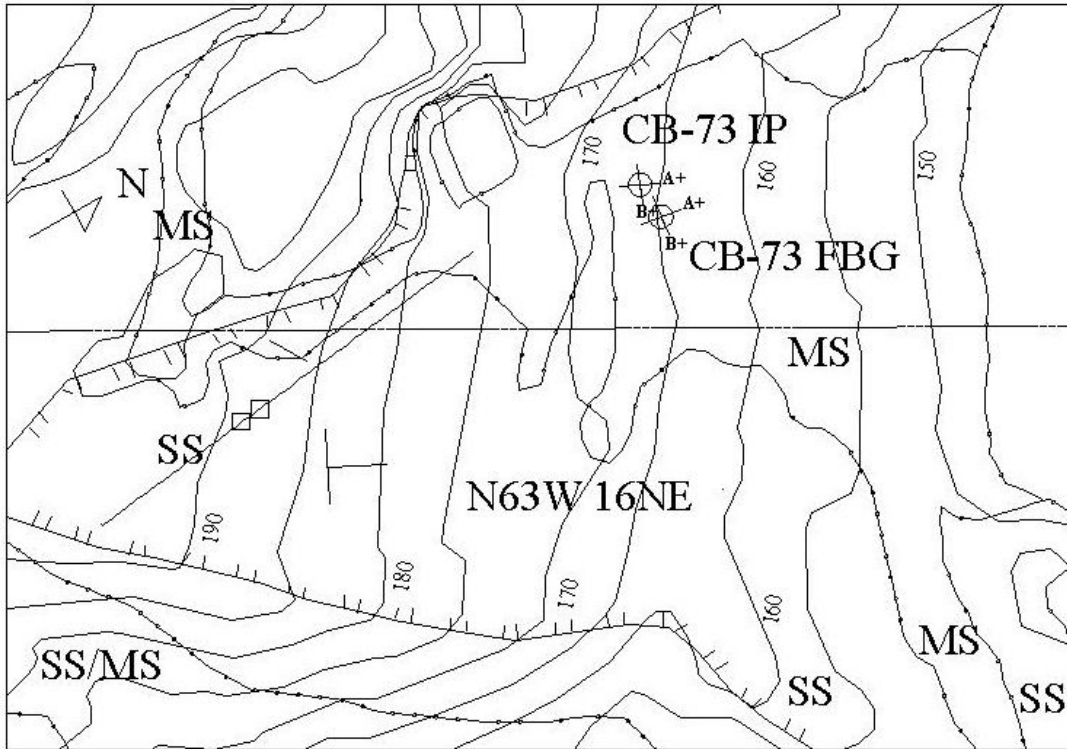 CB-73 IP
170
160
150
A+
B+
A+
B+
CB-73 FBG
N
MS
MS
SS
N63W 16NE
190
180
170
160
SS/MS
SS
MS
SS